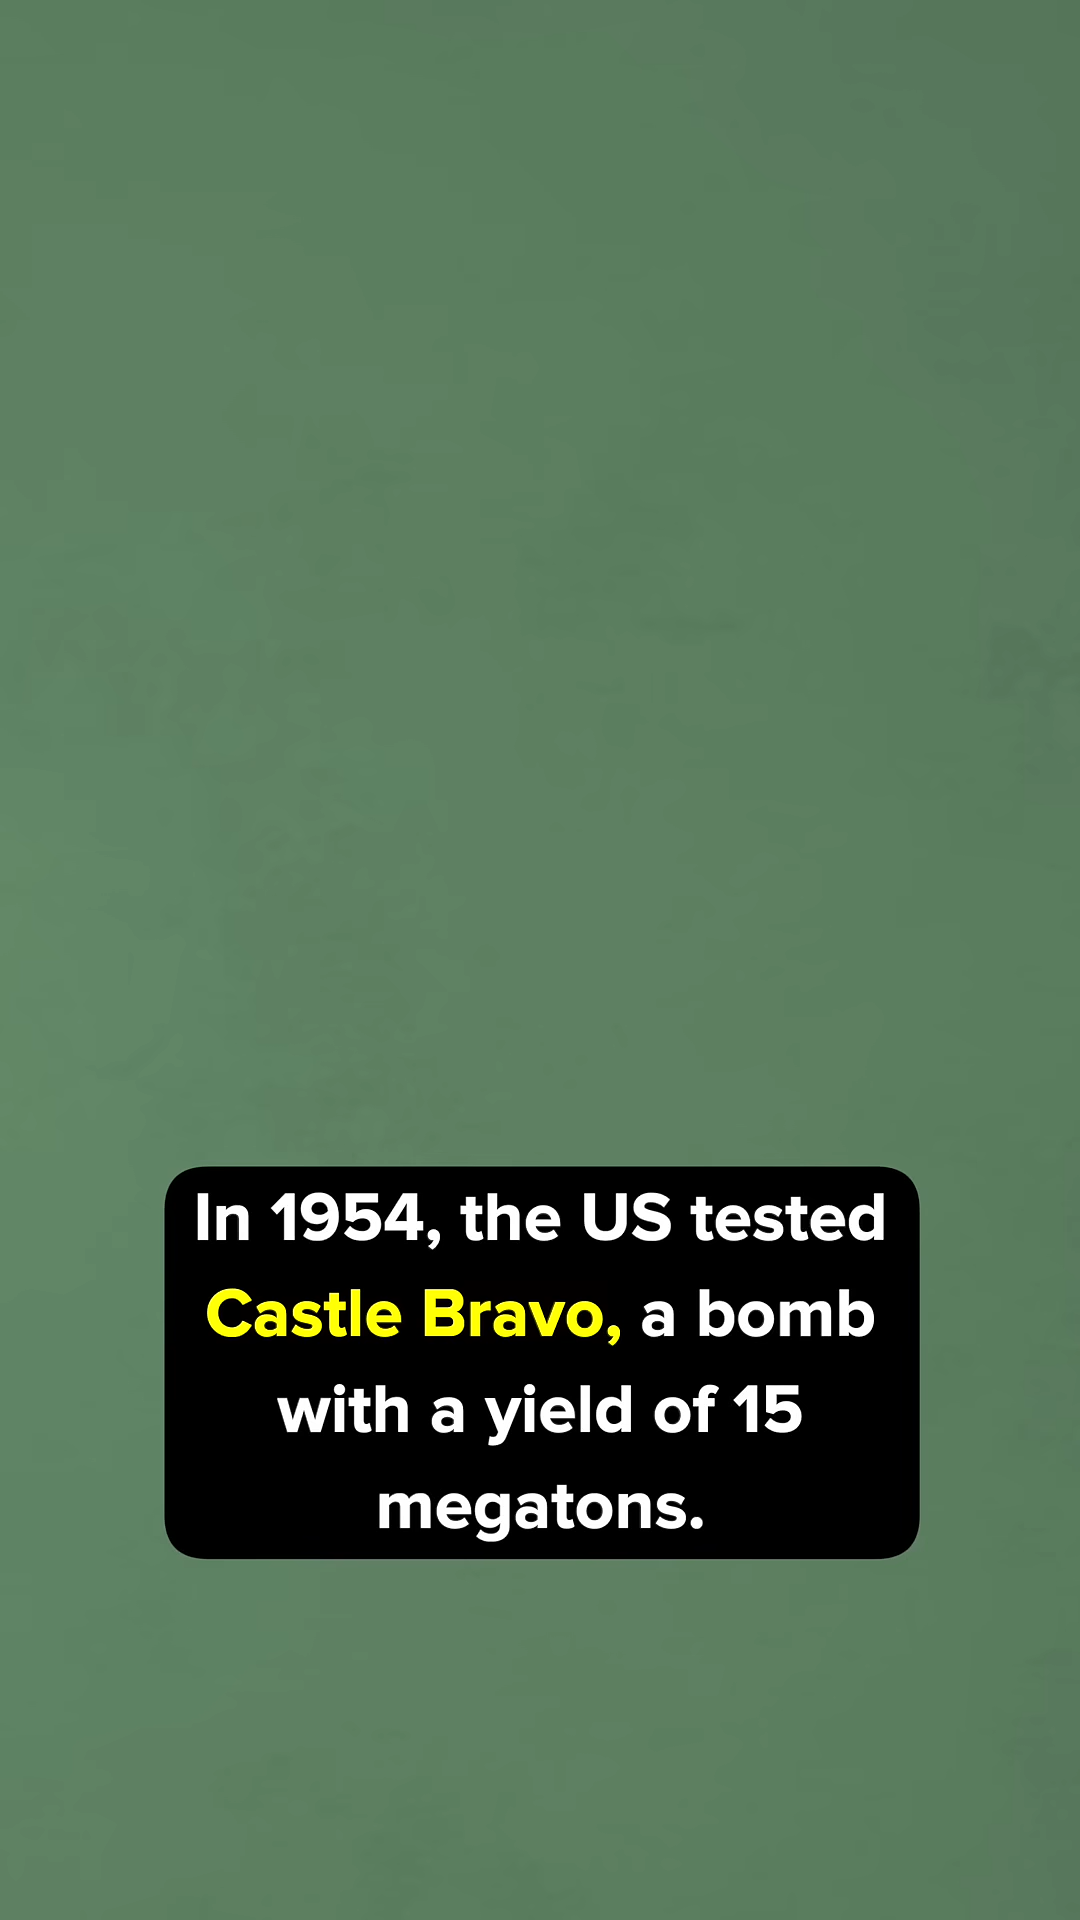 In 1954, the US tested
Castle Bravo, a bomb
with a yield of 15
megatons.